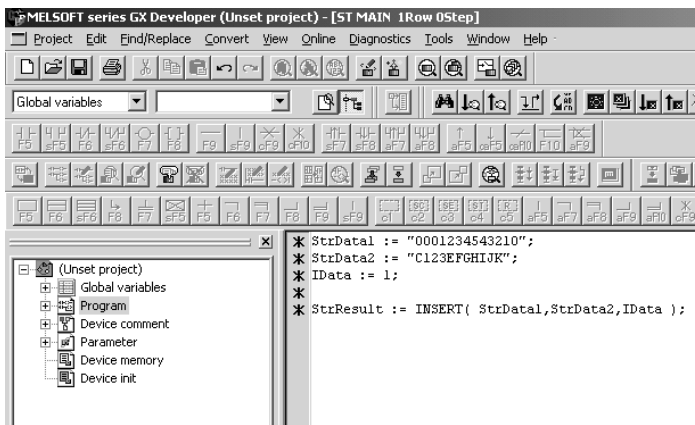 MELSOFT series GX Developer (Unset project) - [ST MAIN 1Row 0Step]
Project Edit Find/Replace Convert View Online Diagnostics Tools Window Help
Global variables
F5 sF5 F6 sF6 F7 F8 F9 sF9 cF9 cF10 sF7 sF8 aF7 aF8 aF5 caF5 caF10 F10 aF9
F5 F6 sF6 F8 F7 sF5 F5 F6 F7 F8 F9 sF9 c1 c2 c3 c4 c5 aF5 aF7 aF8 aF9 aF10 cF9
StrData1 := "0001234543210";
StrData2 := "C123EFGHIJK";
IData := 1;
StrResult := INSERT( StrData1,StrData2,IData );
(Unset project)
Global variables
Program
Device comment
Parameter
Device memory
Device init